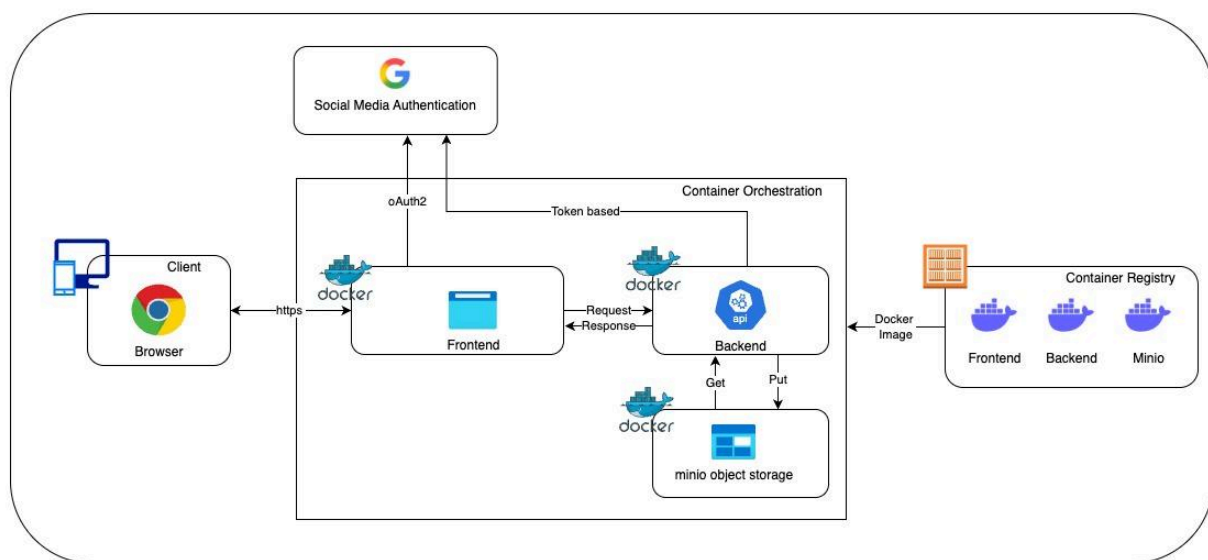 Social Media Authentication
Container Orchestration
oAuth2
Token based
Client
docker
docker
Container Registry
https
Request
Response
api
Docker
Image
Browser
Frontend
Backend
Frontend
Backend
Minio
Get
Put
docker
minio object storage